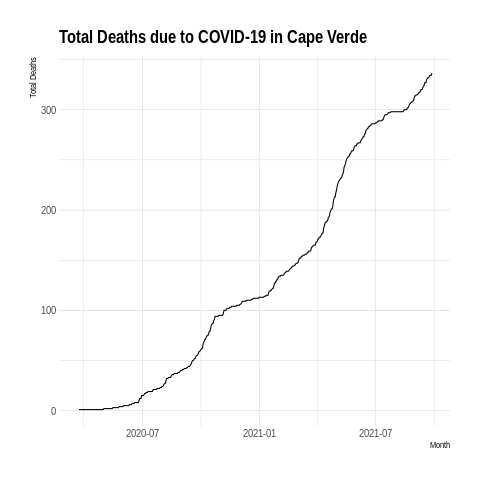 Total Deaths due to COVID-19 in Cape Verde
Total Deaths
300
200
100
0
2020-07
2021-01
2021-07
Month